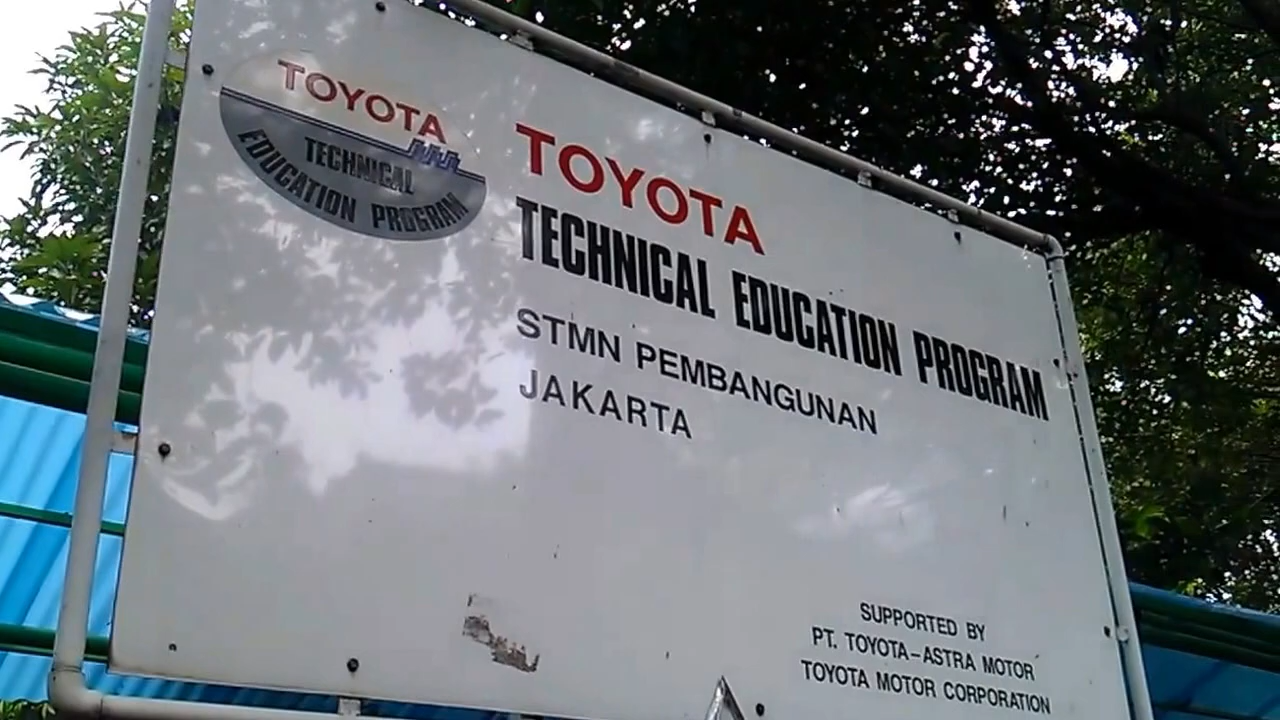 TOYOTA
TECHNICAL
EDUCATION PROGRAM
TOYOTA
TECHNICAL EDUCATION PROGRAM
STMN PEMBANGUNAN
JAKARTA
SUPPORTED BY
PT. TOYOTA-ASTRA MOTOR
TOYOTA MOTOR CORPORATION